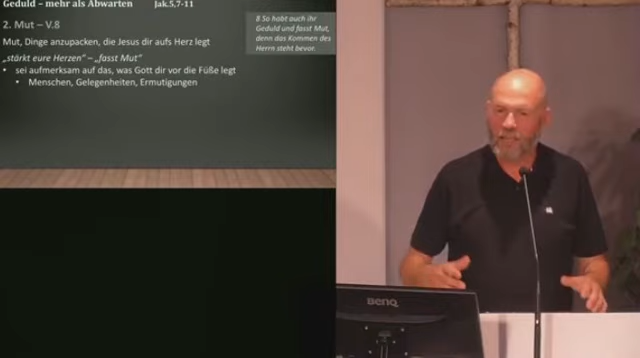 Geduld – mehr als Abwarten Jak.5,7-11
2. Mut – V.8
8 So habt auch ihr
Geduld und fasst Mut,
denn das Kommen des
Herrn steht bevor.
Mut, Dinge anzupacken, die Jesus dir aufs Herz legt
„stärkt eure Herzen“ – „fasst Mut“
• sei aufmerksam auf das, was Gott dir vor die Füße legt
• Menschen, Gelegenheiten, Ermutigungen
BenQ